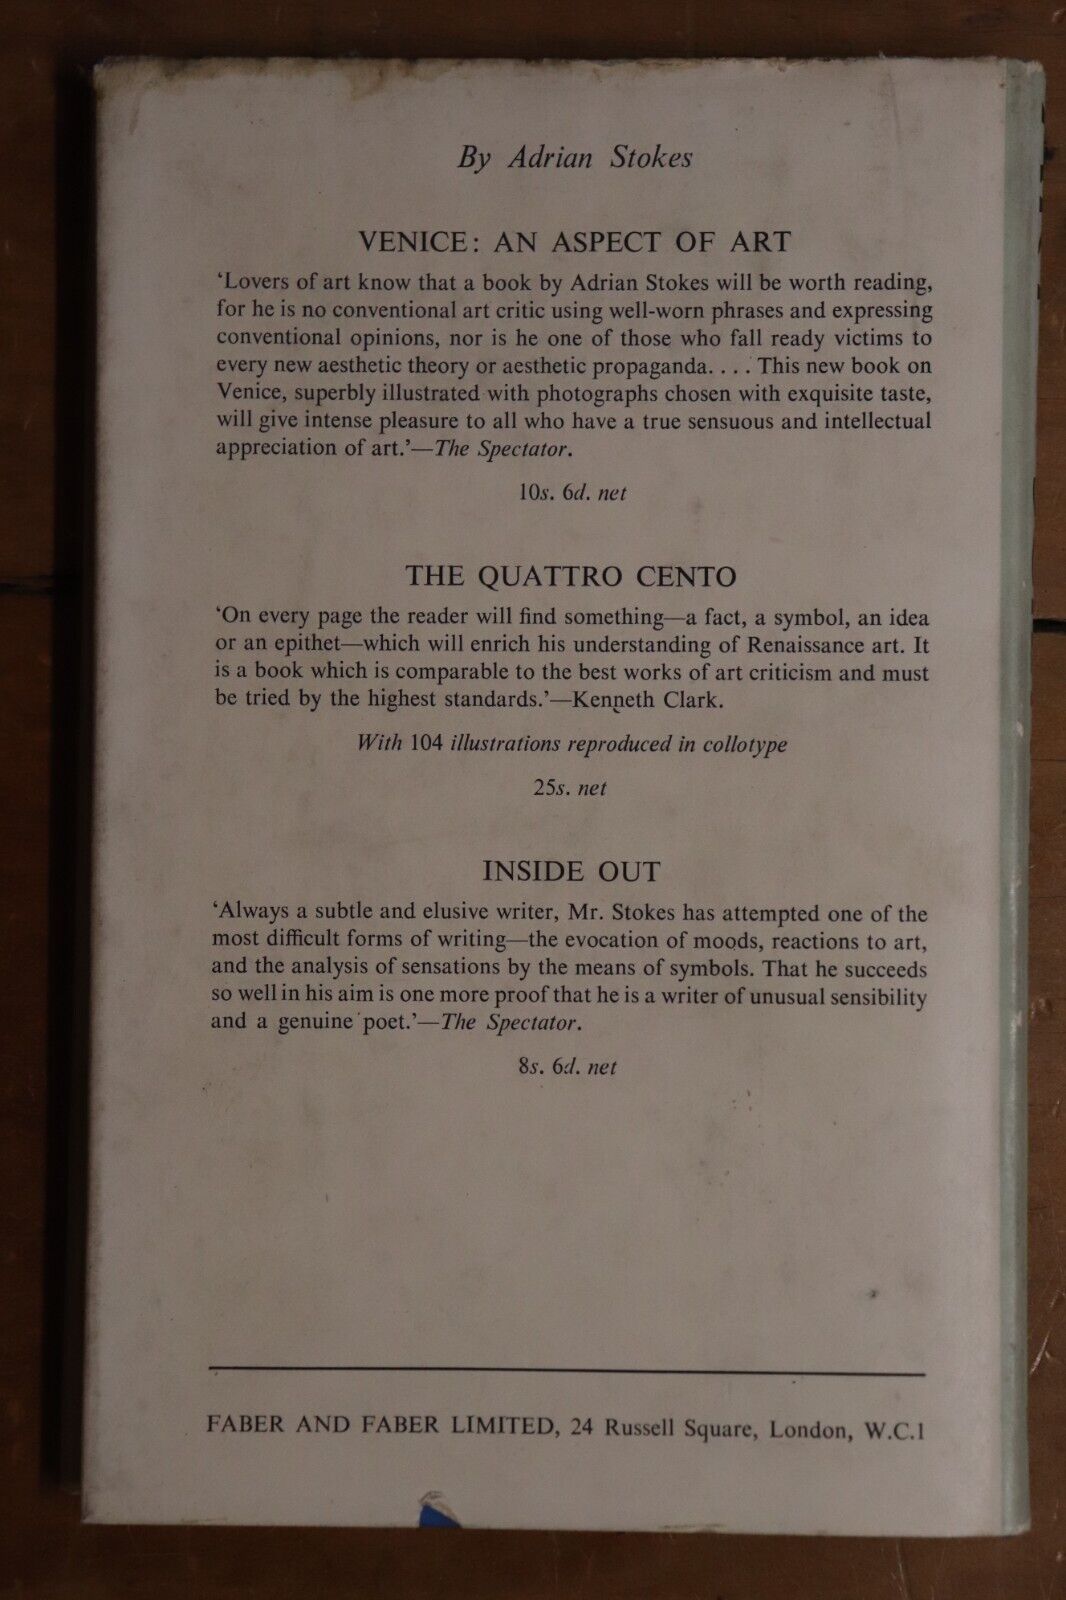 By Adrian Stokes
VENICE: AN ASPECT OF ART
‘Lovers of art know that a book by Adrian Stokes will be worth reading,
for he is no conventional art critic using well-worn phrases and expressing
conventional opinions, nor is he one of those who fall ready victims to
every new aesthetic theory or aesthetic propaganda. . . . This new book on
Venice, superbly illustrated with photographs chosen with exquisite taste,
will give intense pleasure to all who have a true sensuous and intellectual
appreciation of art.’—The Spectator.
10s. 6d. net
THE QUATTRO CENTO
‘On every page the reader will find something—a fact, a symbol, an idea
or an epithet—which will enrich his understanding of Renaissance art. It
is a book which is comparable to the best works of art criticism and must
be tried by the highest standards.’—Kenneth Clark.
With 104 illustrations reproduced in collotype
25s. net
INSIDE OUT
‘Always a subtle and elusive writer, Mr. Stokes has attempted one of the
most difficult forms of writing—the evocation of moods, reactions to art,
and the analysis of sensations by the means of symbols. That he succeeds
so well in his aim is one more proof that he is a writer of unusual sensibility
and a genuine poet.’—The Spectator.
8s. 6d. net
FABER AND FABER LIMITED, 24 Russell Square, London, W.C.1